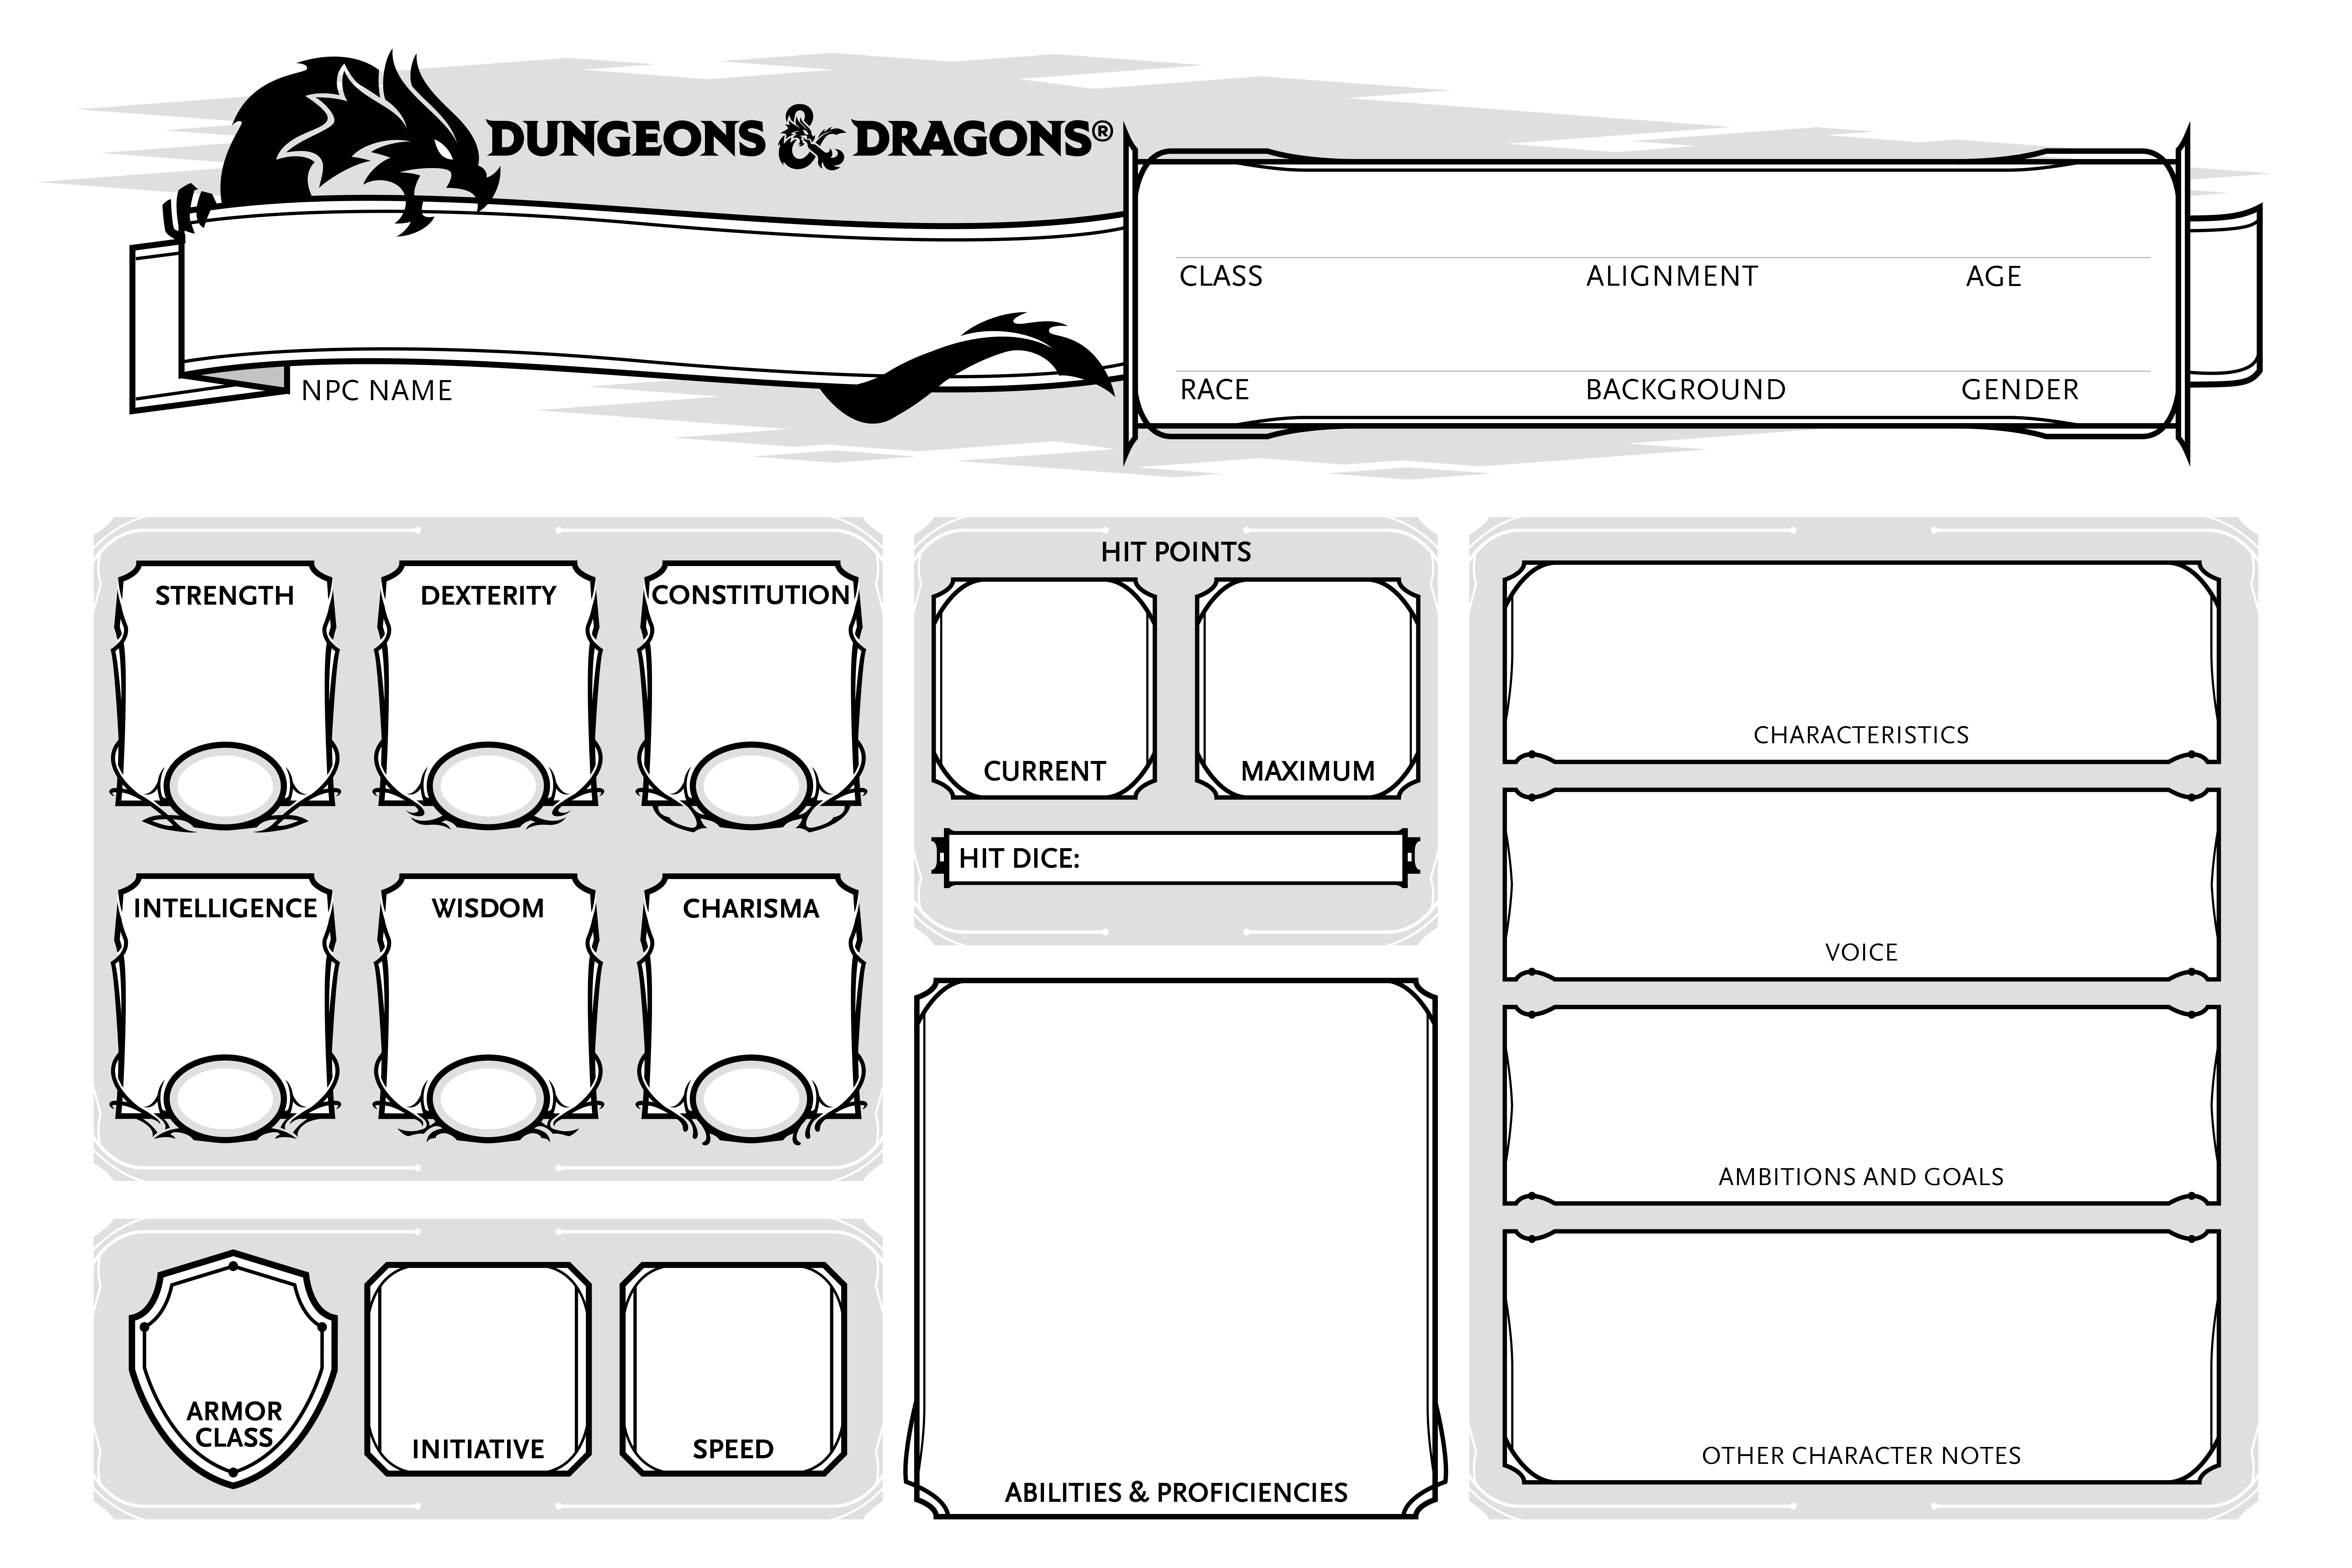 DUNGEONS & DRAGONS®
NPC NAME
CLASS ALIGNMENT AGE
RACE BACKGROUND GENDER
STRENGTH DEXTERITY CONSTITUTION
INTELLIGENCE WISDOM CHARISMA
ARMOR
CLASS
INITIATIVE
SPEED
HIT POINTS
CURRENT MAXIMUM
HIT DICE:
ABILITIES & PROFICIENCIES
CHARACTERISTICS
VOICE
AMBITIONS AND GOALS
OTHER CHARACTER NOTES